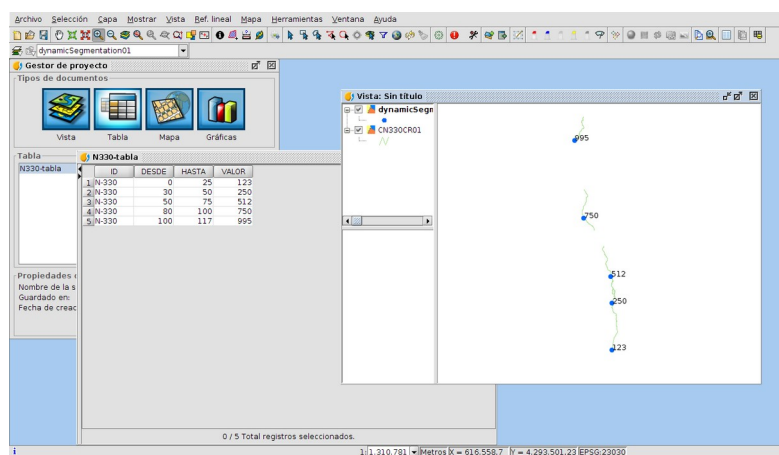 Archivo Selección Capa Mostrar Vista Ref. lineal Mapa Herramientas Ventana Ayuda
dynamicSegmentation01
Gestor de proyecto
Tipos de documentos
Vista Tabla Mapa Gráficas
Tabla
N330-tabla
Propiedades
Nombre de la s
Guardado en:
Fecha de creac
N330-tabla
ID DESDE HASTA VALOR
1 N-330 0 25 123
2 N-330 30 50 250
3 N-330 50 75 512
4 N-330 80 100 750
5 N-330 100 117 995
0 / 5 Total registros seleccionados.
Vista: Sin título
dynamicSegn
CN330CR01
995
750
512
250
123
1: 1.310.781 Metros X = 616.558,7 Y = 4.293.501,23 EPSG:23030